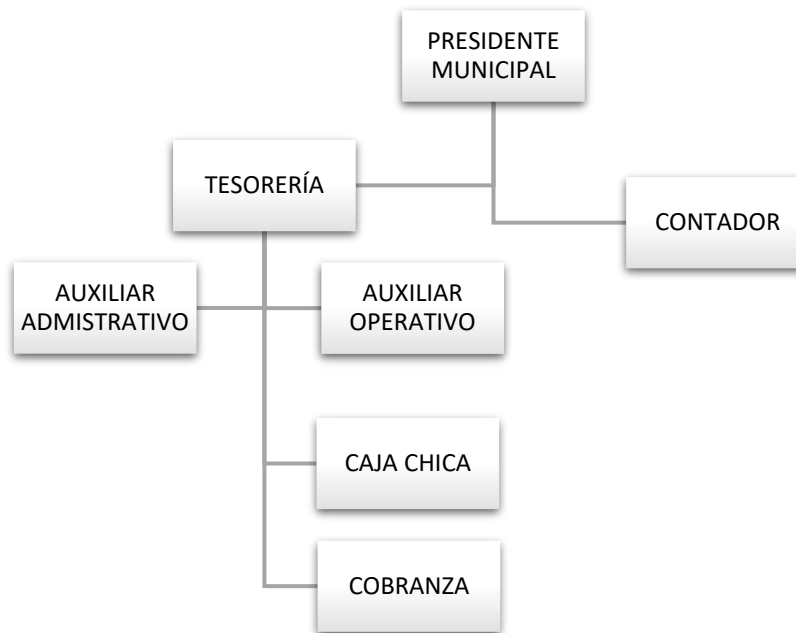 PRESIDENTE
MUNICIPAL
TESORERÍA
CONTADOR
AUXILIAR
ADMISTRATIVO
AUXILIAR
OPERATIVO
CAJA CHICA
COBRANZA